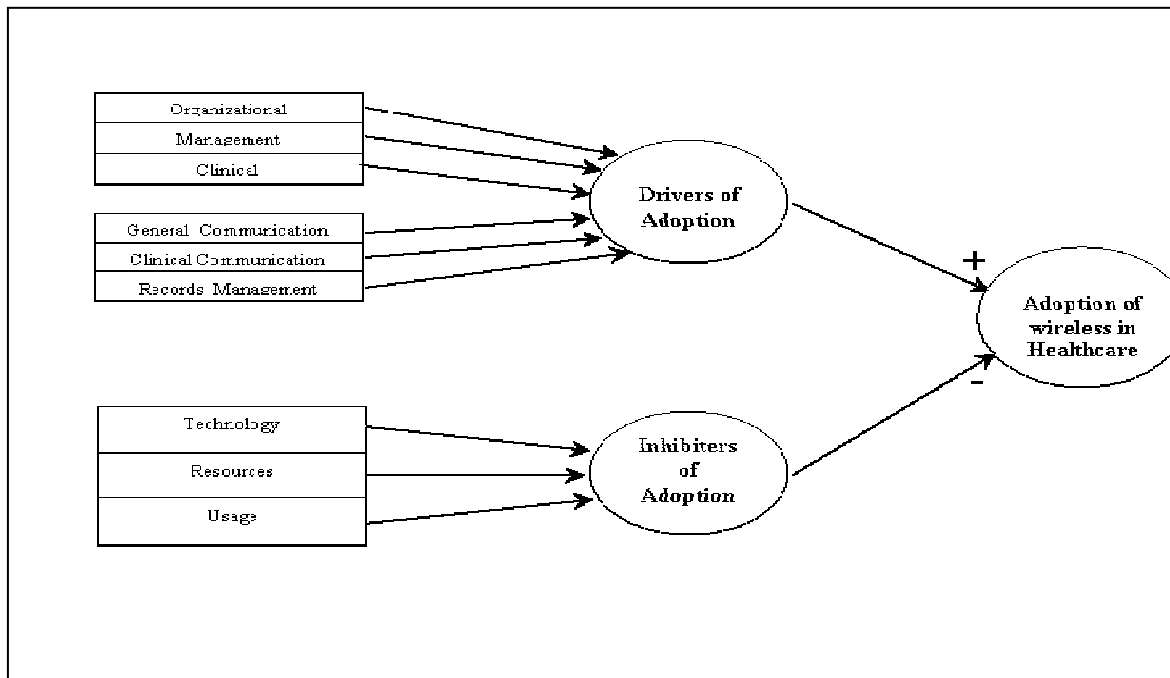 Organizational
Management
Clinical
General Communication
Clinical Communication
Records Management
Drivers of
Adoption
+
Adoption of
wireless in
Healthcare
-
Technology
Resources
Usage
Inhibiters
of
Adoption